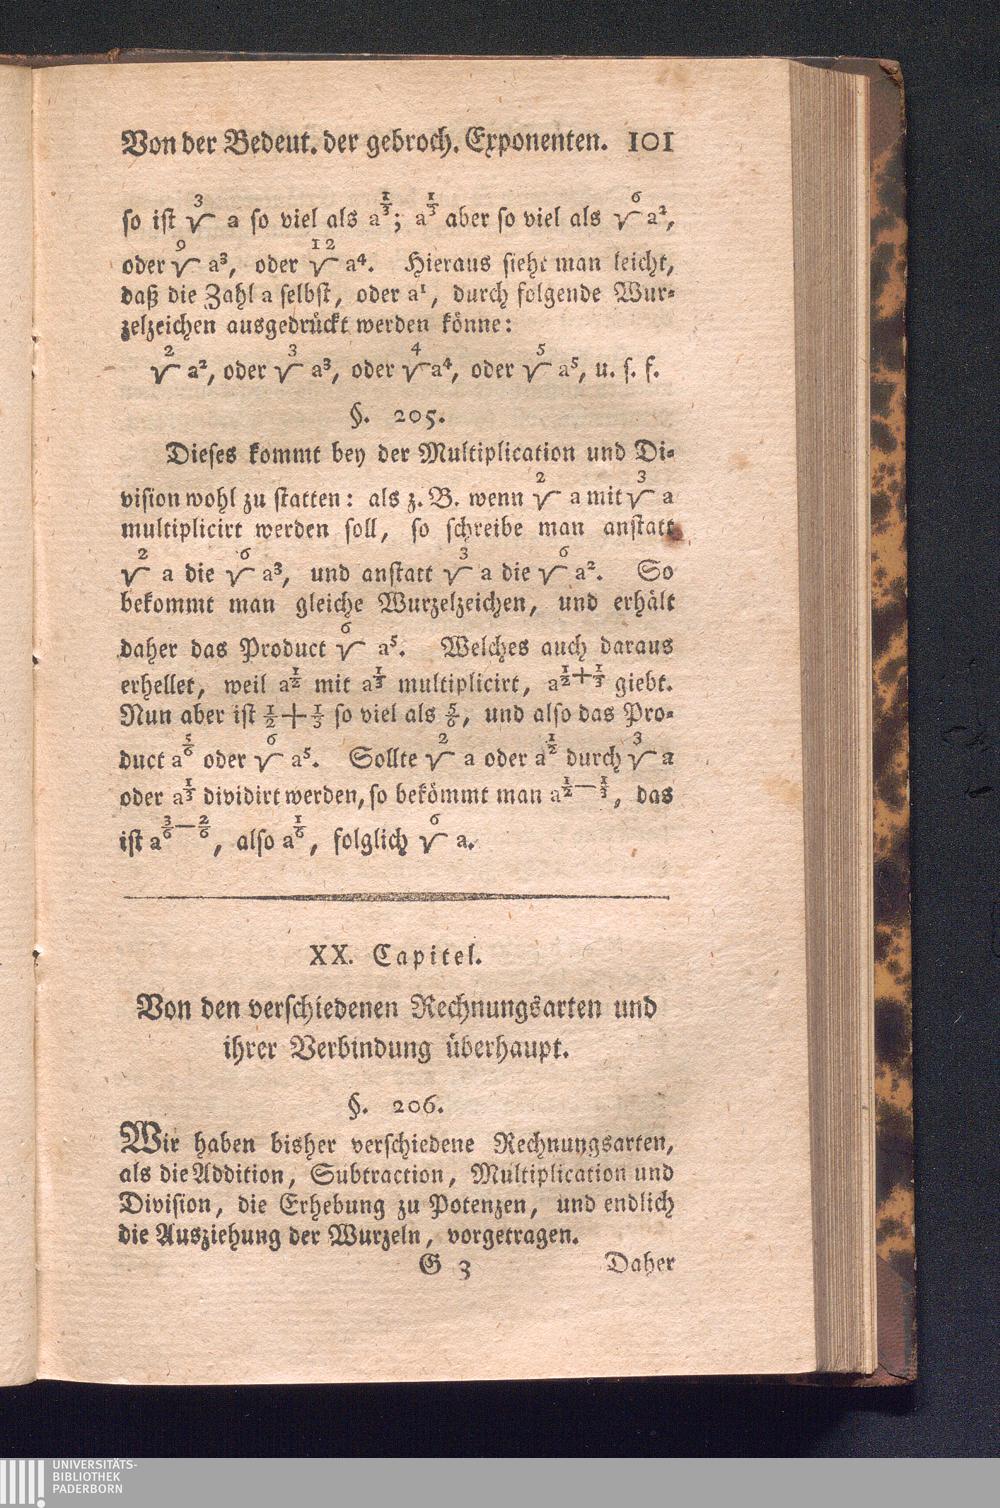 Von der Bedeut. der gebroch. Exponenten. 101
so ist ∛ a so viel als a^⅓; a^⅓ aber so viel als ⁶√ a²,
oder ⁹√ a³, oder ¹²√ a⁴. Hieraus sieht man leicht,
daß die Zahl a selbst, oder a¹, durch folgende Wur-
zelzeichen ausgedrückt werden könne:
²√ a², oder ³√ a³, oder ⁴√ a⁴, oder ⁵√ a⁵, u. s. f.
§. 205.
Dieses kommt bey der Multiplication und Di-
vision wohl zu statten: als z. B. wenn ²√ a mit ³√ a
multiplicirt werden soll, so schreibe man anstatt
²√ a die ⁶√ a³, und anstatt ³√ a die ⁶√ a². So
bekommt man gleiche Wurzelzeichen, und erhält
daher das Product ⁶√ a⁵. Welches auch daraus
erhellet, weil a^½ mit a^⅓ multiplicirt, a^½+⅓ giebt.
Nun aber ist ½+⅓ so viel als ⅚, und also das Pro-
duct a^⅚ oder ⁶√ a⁵. Sollte ²√ a oder a^½ durch ³√ a
oder a^⅓ dividirt werden, so bekömmt man a^½—⅓, das
ist a^3/6—2/6, also a^⅙, folglich ⁶√ a.
XX. Capitel.
Von den verschiedenen Rechnungsarten und
ihrer Verbindung überhaupt.
§. 206.
Wir haben bisher verschiedene Rechnungsarten,
als die Addition, Subtraction, Multiplication und
Division, die Erhebung zu Potenzen, und endlich
die Ausziehung der Wurzeln, vorgetragen.
G 3 Daher
UNIVERSITÄTS-
BIBLIOTHEK
PADERBORN